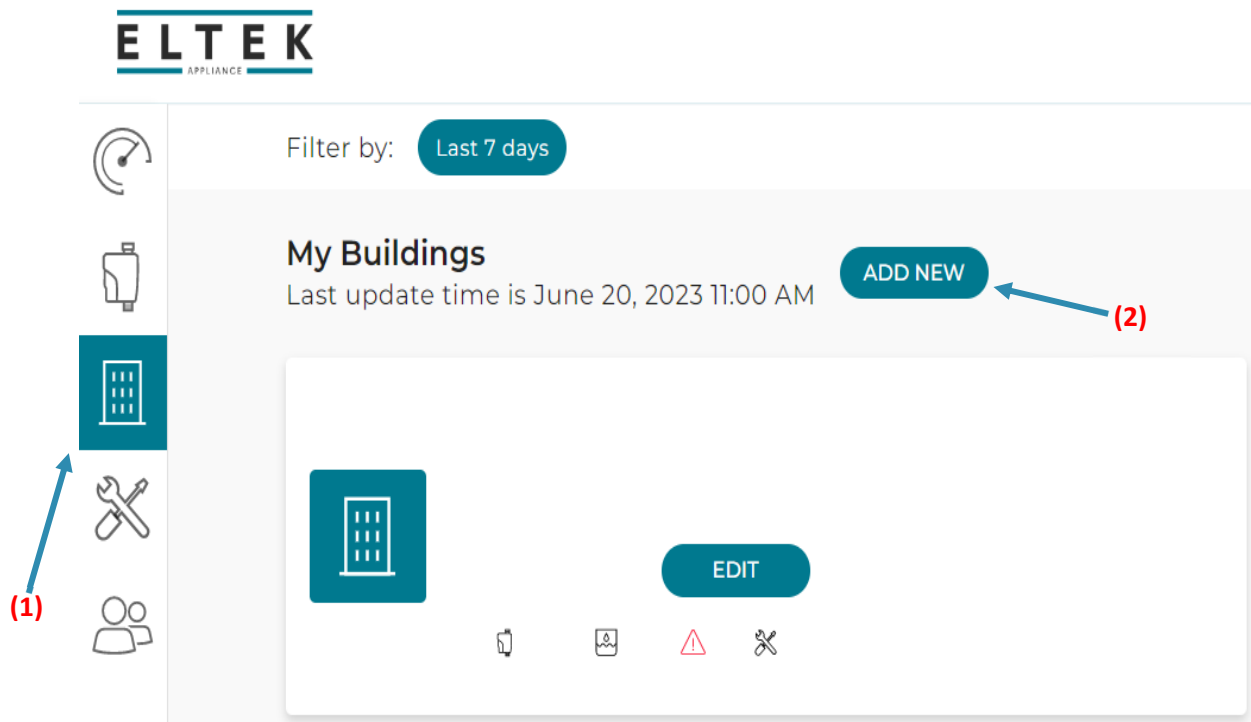 ELTEK
APPLIANCE
Filter by: Last 7 days
My Buildings
Last update time is June 20, 2023 11:00 AM
ADD NEW
(2)
(1)
EDIT